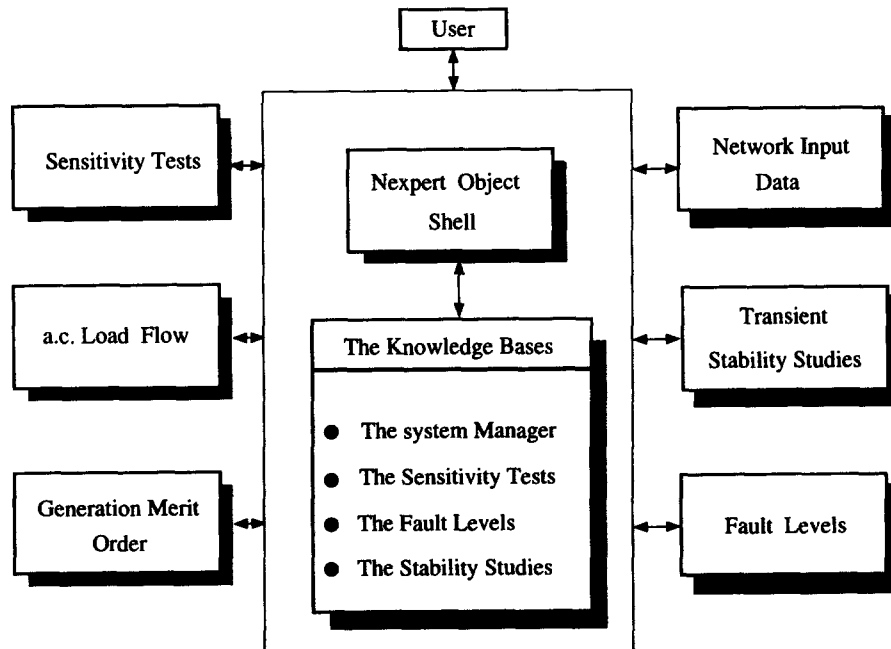 User
Sensitivity Tests
a.c. Load Flow
Generation Merit
Order
Nexpert Object
Shell
The Knowledge Bases
● The system Manager
● The Sensitivity Tests
● The Fault Levels
● The Stability Studies
Network Input
Data
Transient
Stability Studies
Fault Levels